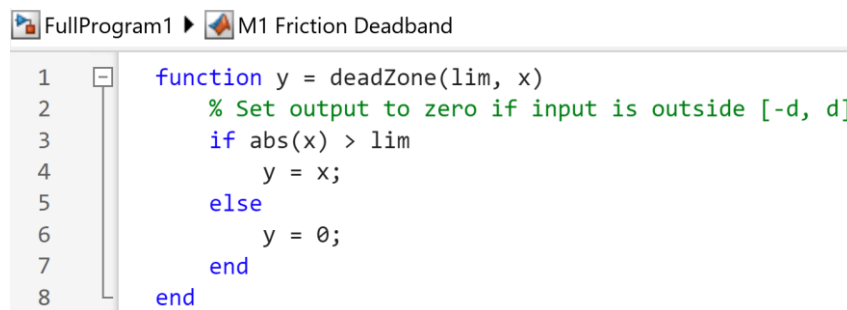 FullProgram1 ▶ M1 Friction Deadband
1 function y = deadZone(lim, x)
2 % Set output to zero if input is outside [-d, d]
3 if abs(x) > lim
4 y = x;
5 else
6 y = 0;
7 end
8 end